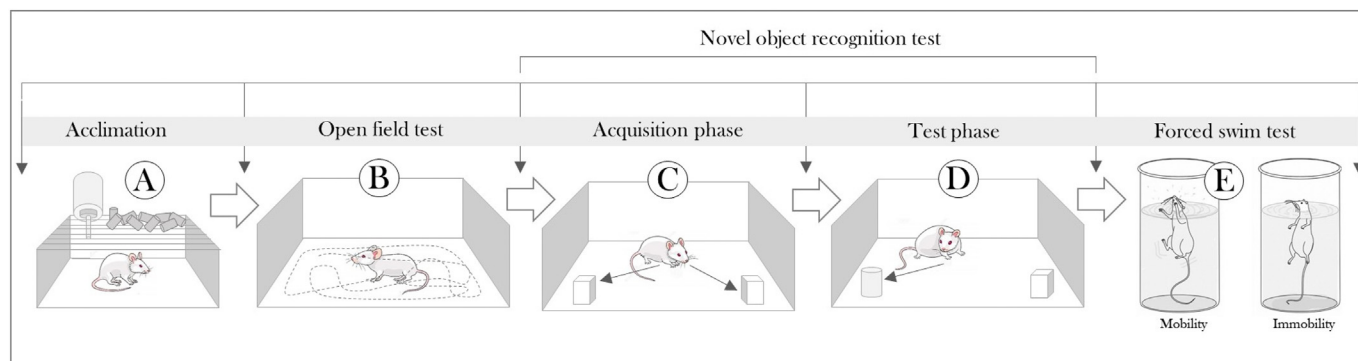 Novel object recognition test
Acclimation
Open field test
Acquisition phase
Test phase
Forced swim test
A
B
C
D
E
Mobility
Immobility